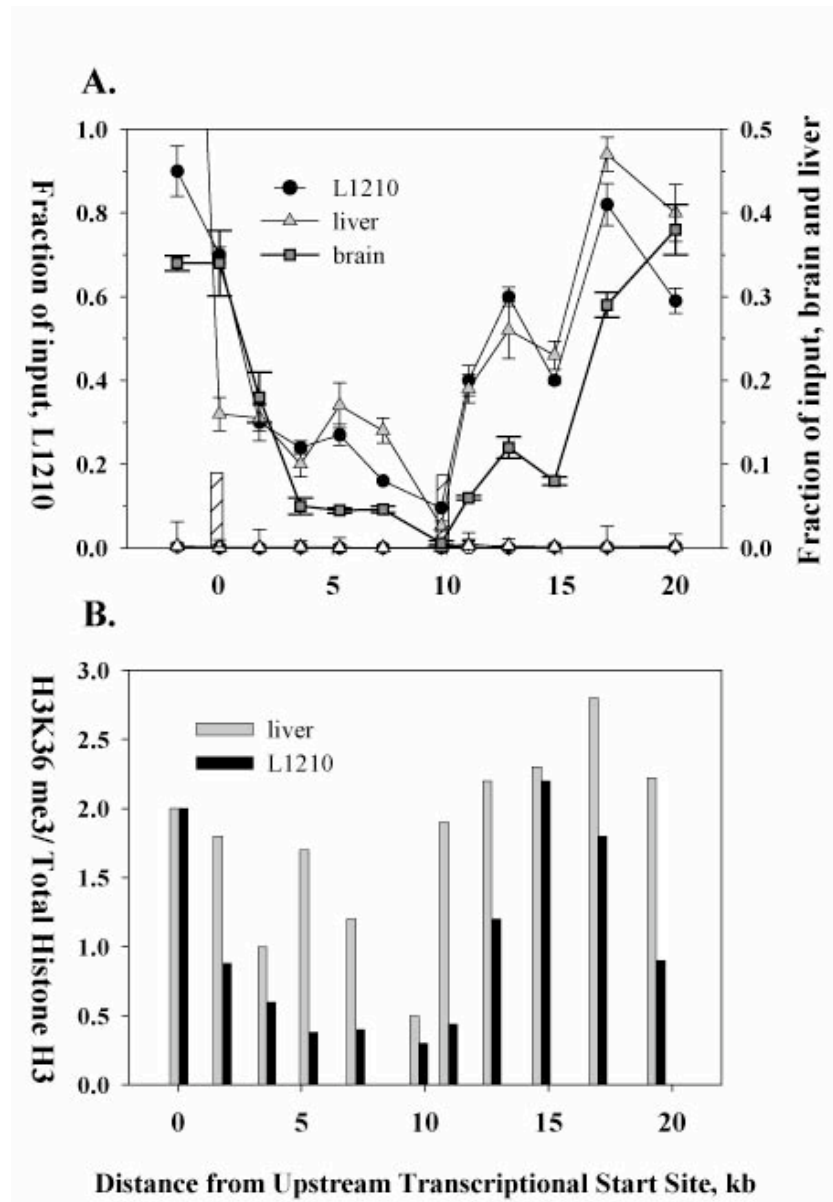 A.
Fraction of input, L1210
1.0
0.8
0.6
0.4
0.2
0.0
L1210
liver
brain
0.5
0.4
0.3
0.2
0.1
0.0
Fraction of input, brain and liver
0 5 10 15 20
B.
H3K36 me3/ Total Histone H3
3.0
2.5
2.0
1.5
1.0
0.5
0.0
liver
L1210
0 5 10 15 20
Distance from Upstream Transcriptional Start Site, kb